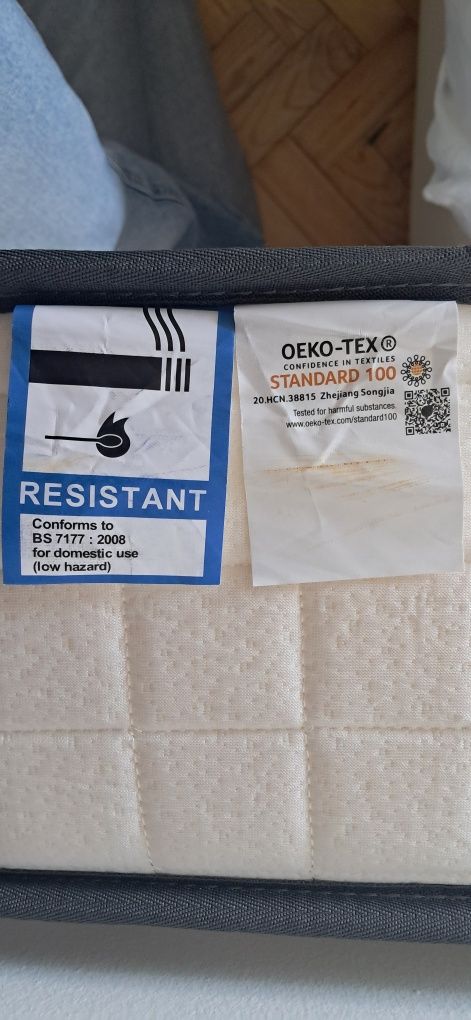 RESISTANT
Conforms to
BS 7177 : 2008
for domestic use
(low hazard)
OEKO-TEX®
CONFIDENCE IN TEXTILES
STANDARD 100
20.HCN.38815 Zhejiang Songjia
Tested for harmful substances
www.oeko-tex.com/standard100